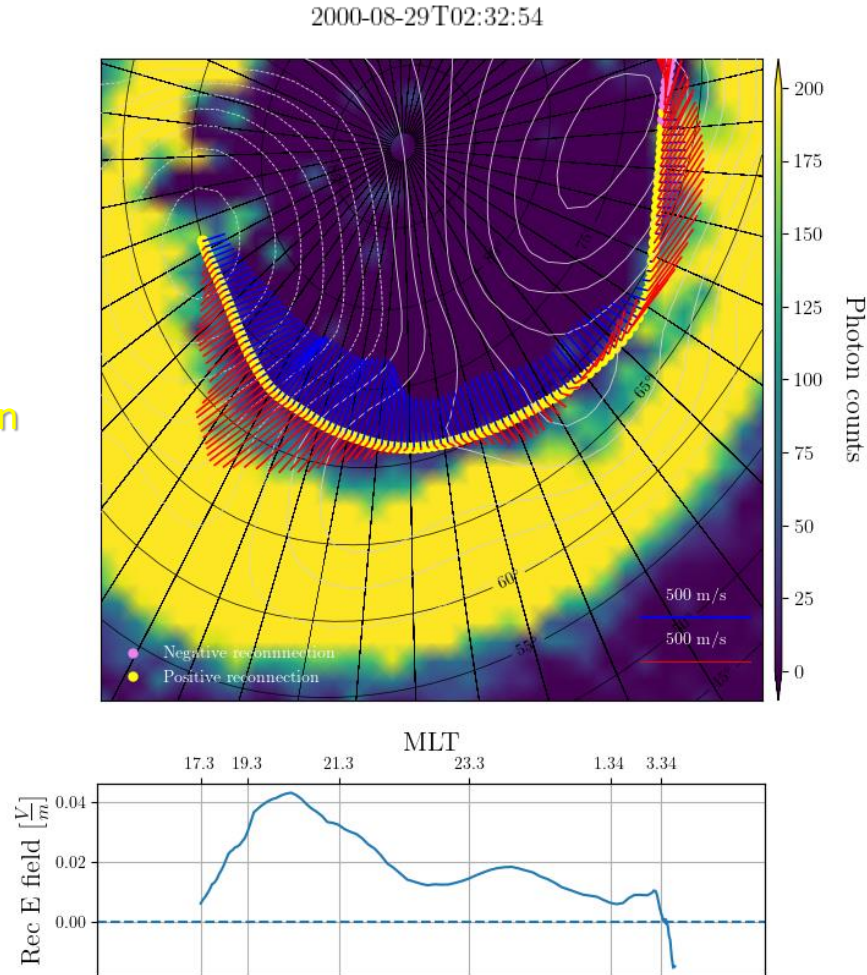 2000-08-29T02:32:54
200
175
150
125
100
75
50
25
0
Photon counts
n
65°
60°
55°
500 m/s
500 m/s
Negative reconnnection
Positive reconnection
MLT
17.3 19.3 21.3 23.3 1.34 3.34
Rec E field [V/m]
0.04
0.02
0.00